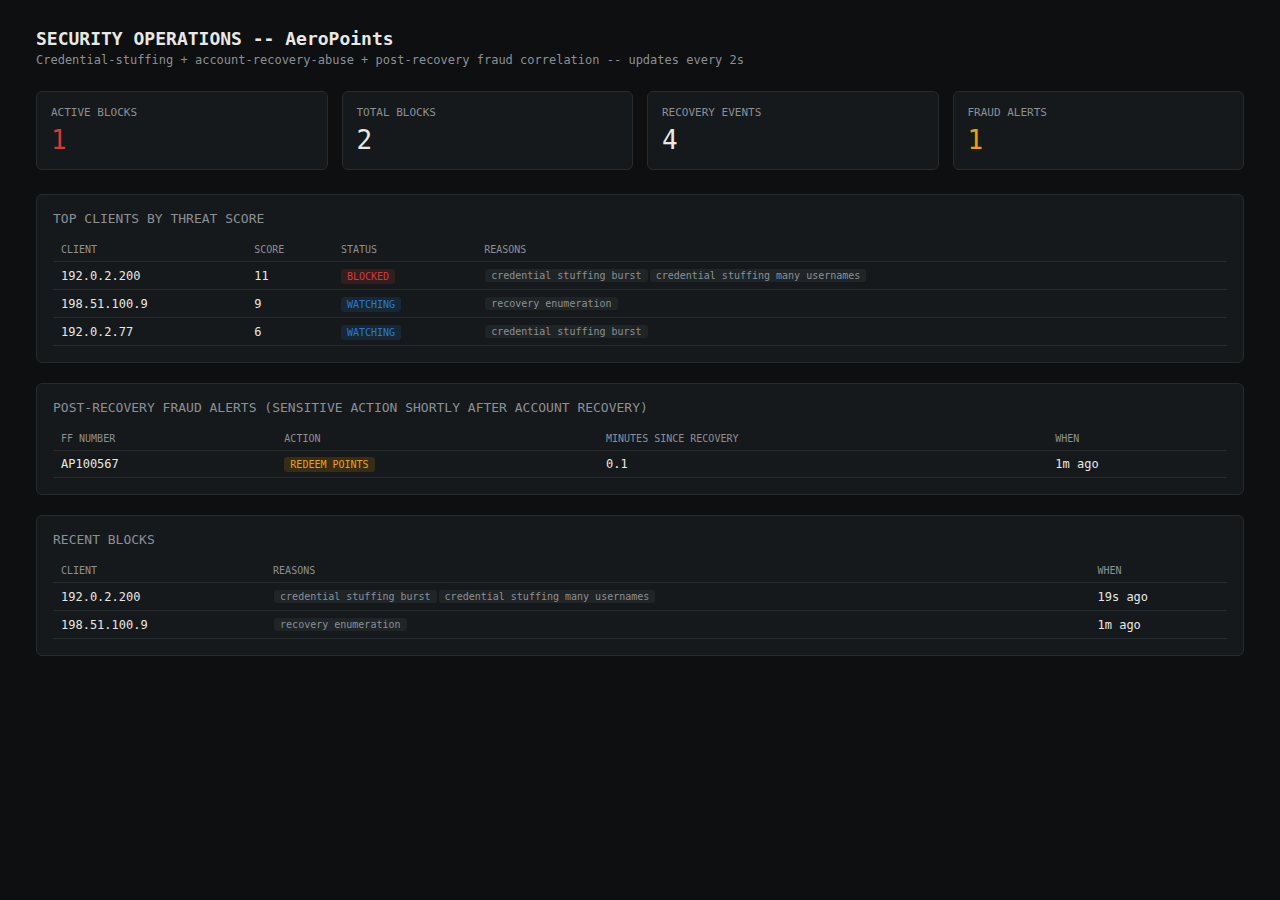 SECURITY OPERATIONS -- AeroPoints
Credential-stuffing + account-recovery-abuse + post-recovery fraud correlation -- updates every 2s
ACTIVE BLOCKS TOTAL BLOCKS RECOVERY EVENTS FRAUD ALERTS
1 2 4 1
TOP CLIENTS BY THREAT SCORE
CLIENT SCORE STATUS REASONS
192.0.2.200 11 BLOCKED credential stuffing burst credential stuffing many usernames
198.51.100.9 9 WATCHING recovery enumeration
192.0.2.77 6 WATCHING credential stuffing burst
POST-RECOVERY FRAUD ALERTS (SENSITIVE ACTION SHORTLY AFTER ACCOUNT RECOVERY)
FF NUMBER ACTION MINUTES SINCE RECOVERY WHEN
AP100567 REDEEM POINTS 0.1 1m ago
RECENT BLOCKS
CLIENT REASONS WHEN
192.0.2.200 credential stuffing burst credential stuffing many usernames 19s ago
198.51.100.9 recovery enumeration 1m ago